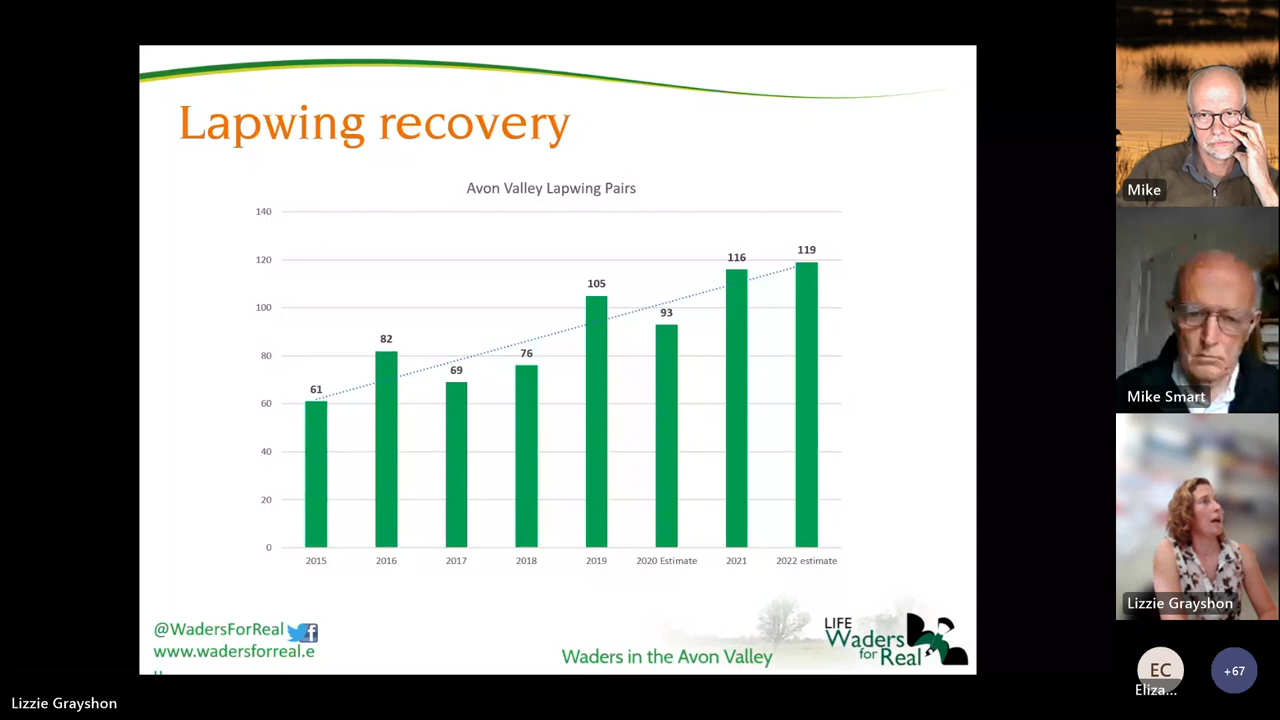 Lapwing recovery
Avon Valley Lapwing Pairs
140
120
100
80
60
40
20
0
61
82
69
76
105
93
116
119
2015
2016
2017
2018
2019
2020 Estimate
2021
2022 estimate
@WadersForReal
www.wadersforreal.e
Waders in the Avon Valley
LIFE
Waders
for Real
Mike
Mike Smart
Lizzie Grayshon
EC
Eliza...
+67
Lizzie Grayshon